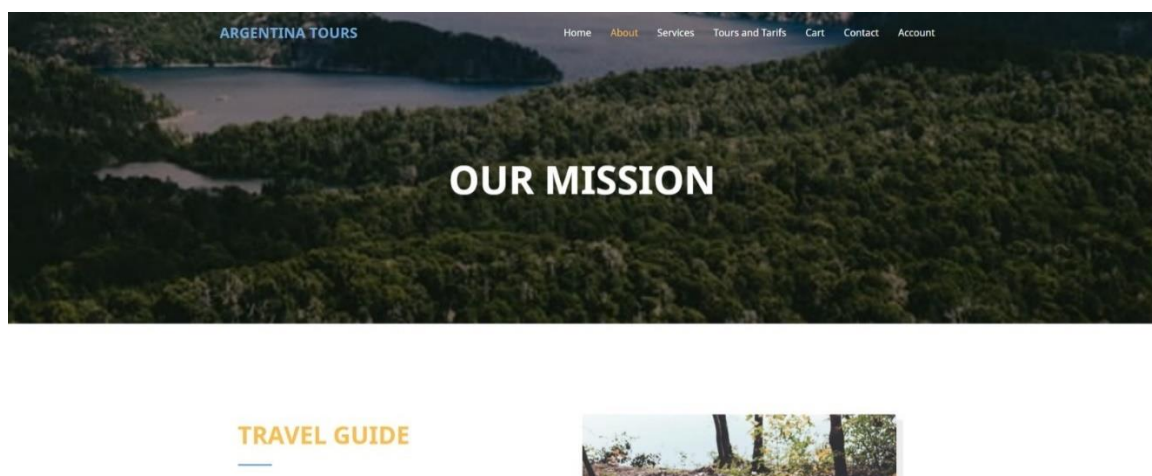 ARGENTINA TOURS
Home About Services Tours and Tarifs Cart Contact Account
OUR MISSION
TRAVEL GUIDE